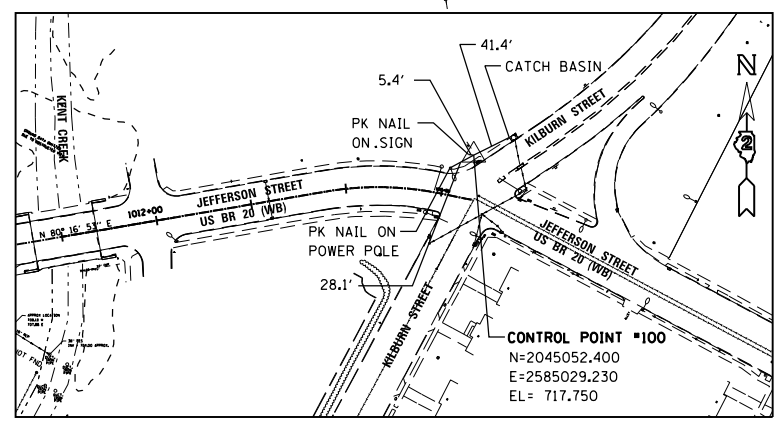 41.4'
CATCH BASIN
5.4'
N
KENT CREEK
PK NAIL
ON.SIGN
KILBURN STREET
2
JEFFERSON STREET
1012+00
US BR 20 (WB)
N 80° 16' 53" E
JEFFERSON STREET
US BR 20 (WB)
PK NAIL ON
POWER POLE
28.1'
KILBURN STREET
CONTROL POINT #100
N=2045052.400
E=2585029.230
EL= 717.750